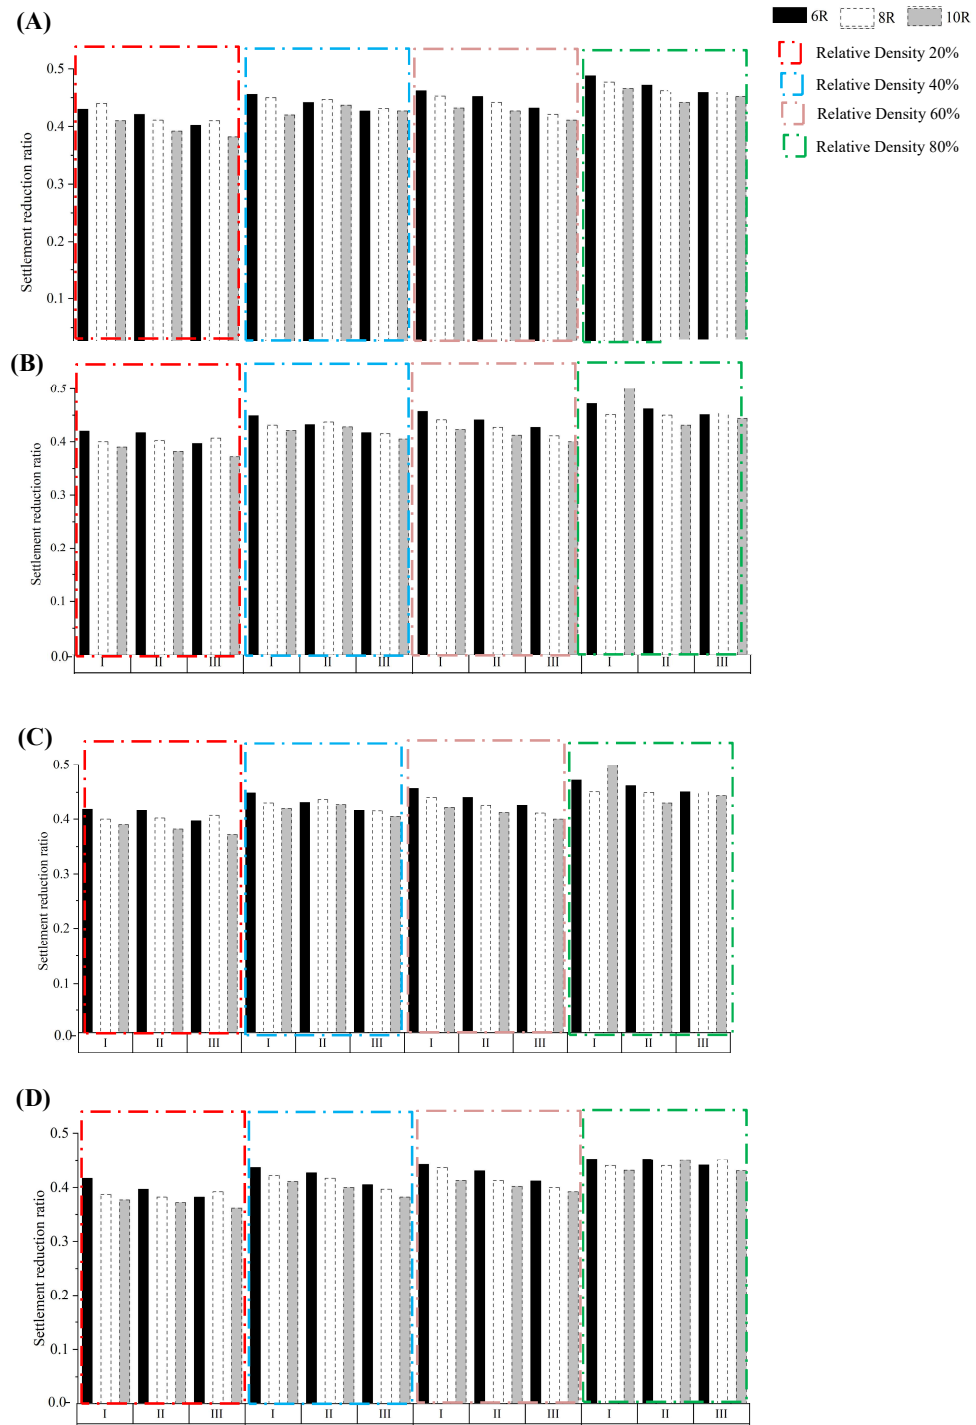 (A)
6R 8R 10R
Relative Density 20%
Relative Density 40%
Relative Density 60%
Relative Density 80%
Settlement reduction ratio
0.5
0.4
0.3
0.2
0.1
(B)
Settlement reduction ratio
0.5
0.4
0.3
0.2
0.1
0.0
I II III I II III I II III I II III
(C)
Settlement reduction ratio
0.5
0.4
0.3
0.2
0.1
0.0
I II III I II III I II III I II III
(D)
Settlement reduction ratio
0.5
0.4
0.3
0.2
0.1
0.0
I II III I II III I II III I II III